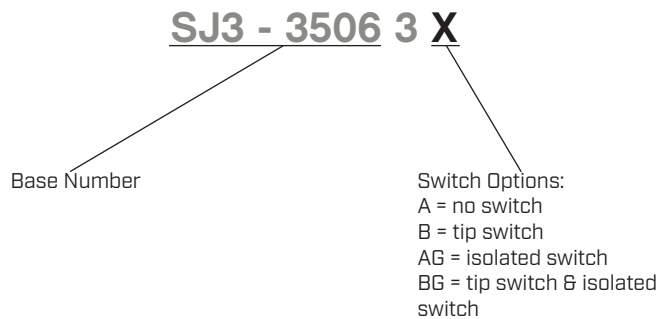 SJ3 - 3506 3 X
Base Number
Switch Options:
A = no switch
B = tip switch
AG = isolated switch
BG = tip switch & isolated
switch